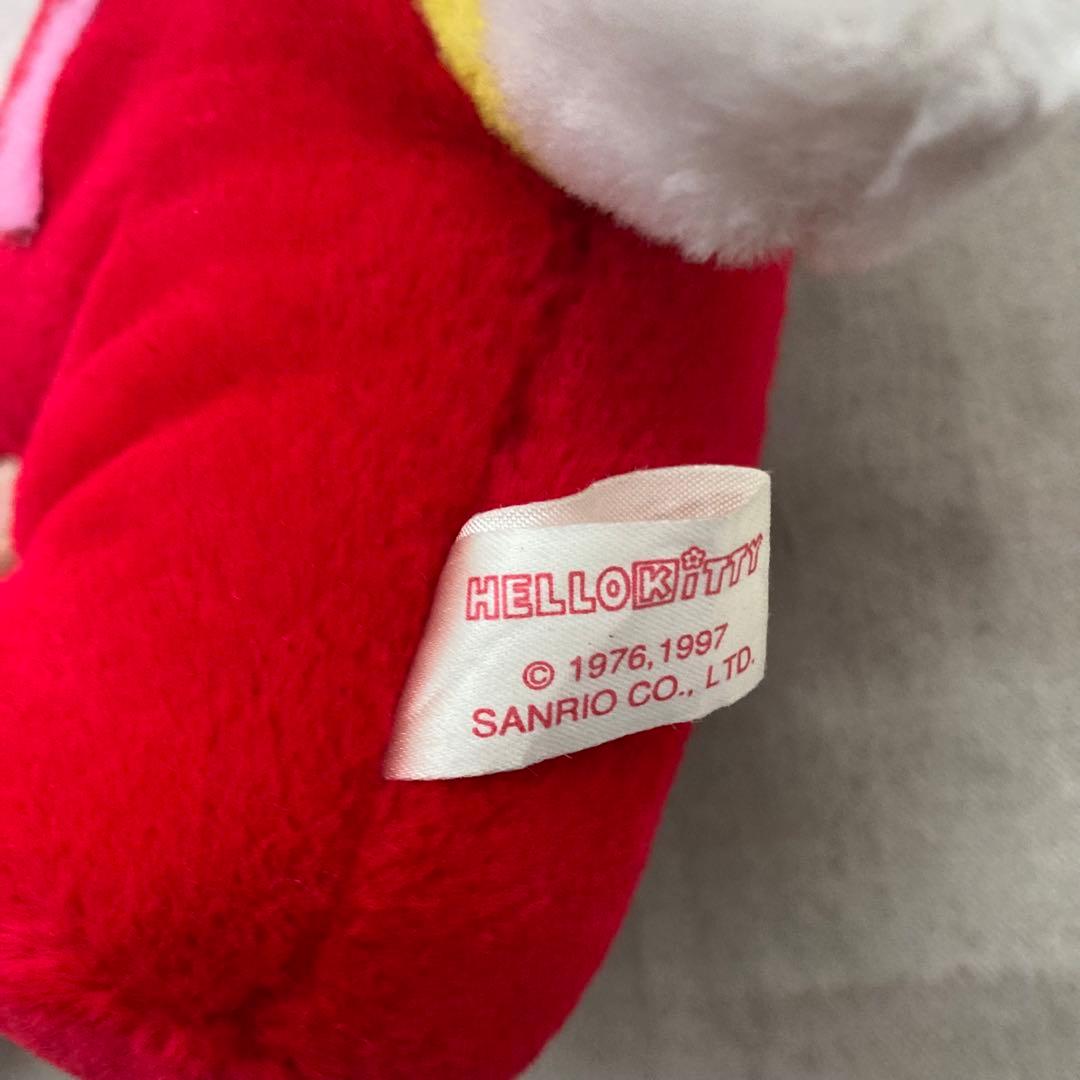 HELLO KITTY
© 1976, 1997
SANRIO CO., LTD.